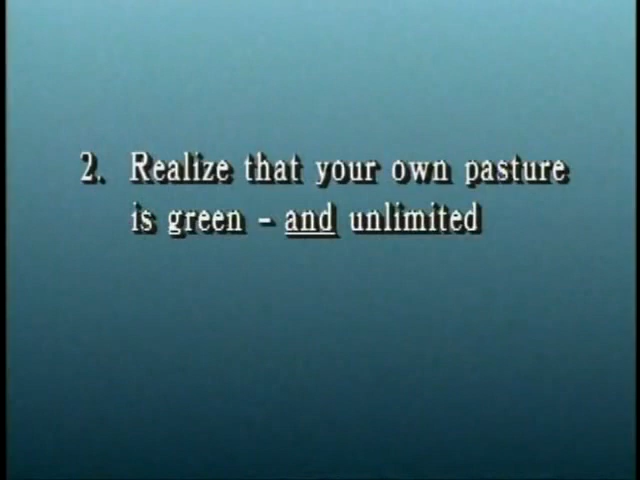 2. Realize that your own pasture
is green - and unlimited